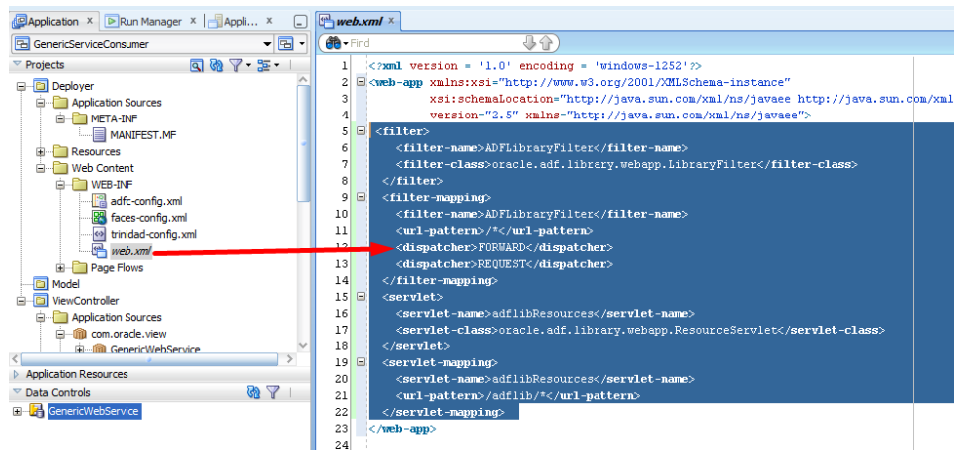 Application
Run Manager
Appli...
GenericServiceConsumer
Projects
Deployer
Application Sources
META-INF
MANIFEST.MF
Resources
Web Content
WEB-INF
adfc-config.xml
faces-config.xml
trinidad-config.xml
web.xml
Page Flows
Model
ViewController
Application Sources
com.oracle.view
GenericWebService
Application Resources
Data Controls
GenericWebService
web.xml
Find
1 <?xml version = '1.0' encoding = 'windows-1252'?>
2 <web-app xmlns:xsi="http://www.w3.org/2001/XMLSchema-instance"
3 xsi:schemaLocation="http://java.sun.com/xml/ns/javaee http://java.sun.com/xml
4 version="2.5" xmlns="http://java.sun.com/xml/ns/javaee">
5 <filter>
6 <filter-name>ADFLibraryFilter</filter-name>
7 <filter-class>oracle.adf.library.webapp.LibraryFilter</filter-class>
8 </filter>
9 <filter-mapping>
10 <filter-name>ADFLibraryFilter</filter-name>
11 <url-pattern>/*</url-pattern>
12 <dispatcher>FORWARD</dispatcher>
13 <dispatcher>REQUEST</dispatcher>
14 </filter-mapping>
15 <servlet>
16 <servlet-name>adflibResources</servlet-name>
17 <servlet-class>oracle.adf.library.webapp.ResourceServlet</servlet-class>
18 </servlet>
19 <servlet-mapping>
20 <servlet-name>adflibResources</servlet-name>
21 <url-pattern>/adflib/*</url-pattern>
22 </servlet-mapping>
23 </web-app>
24